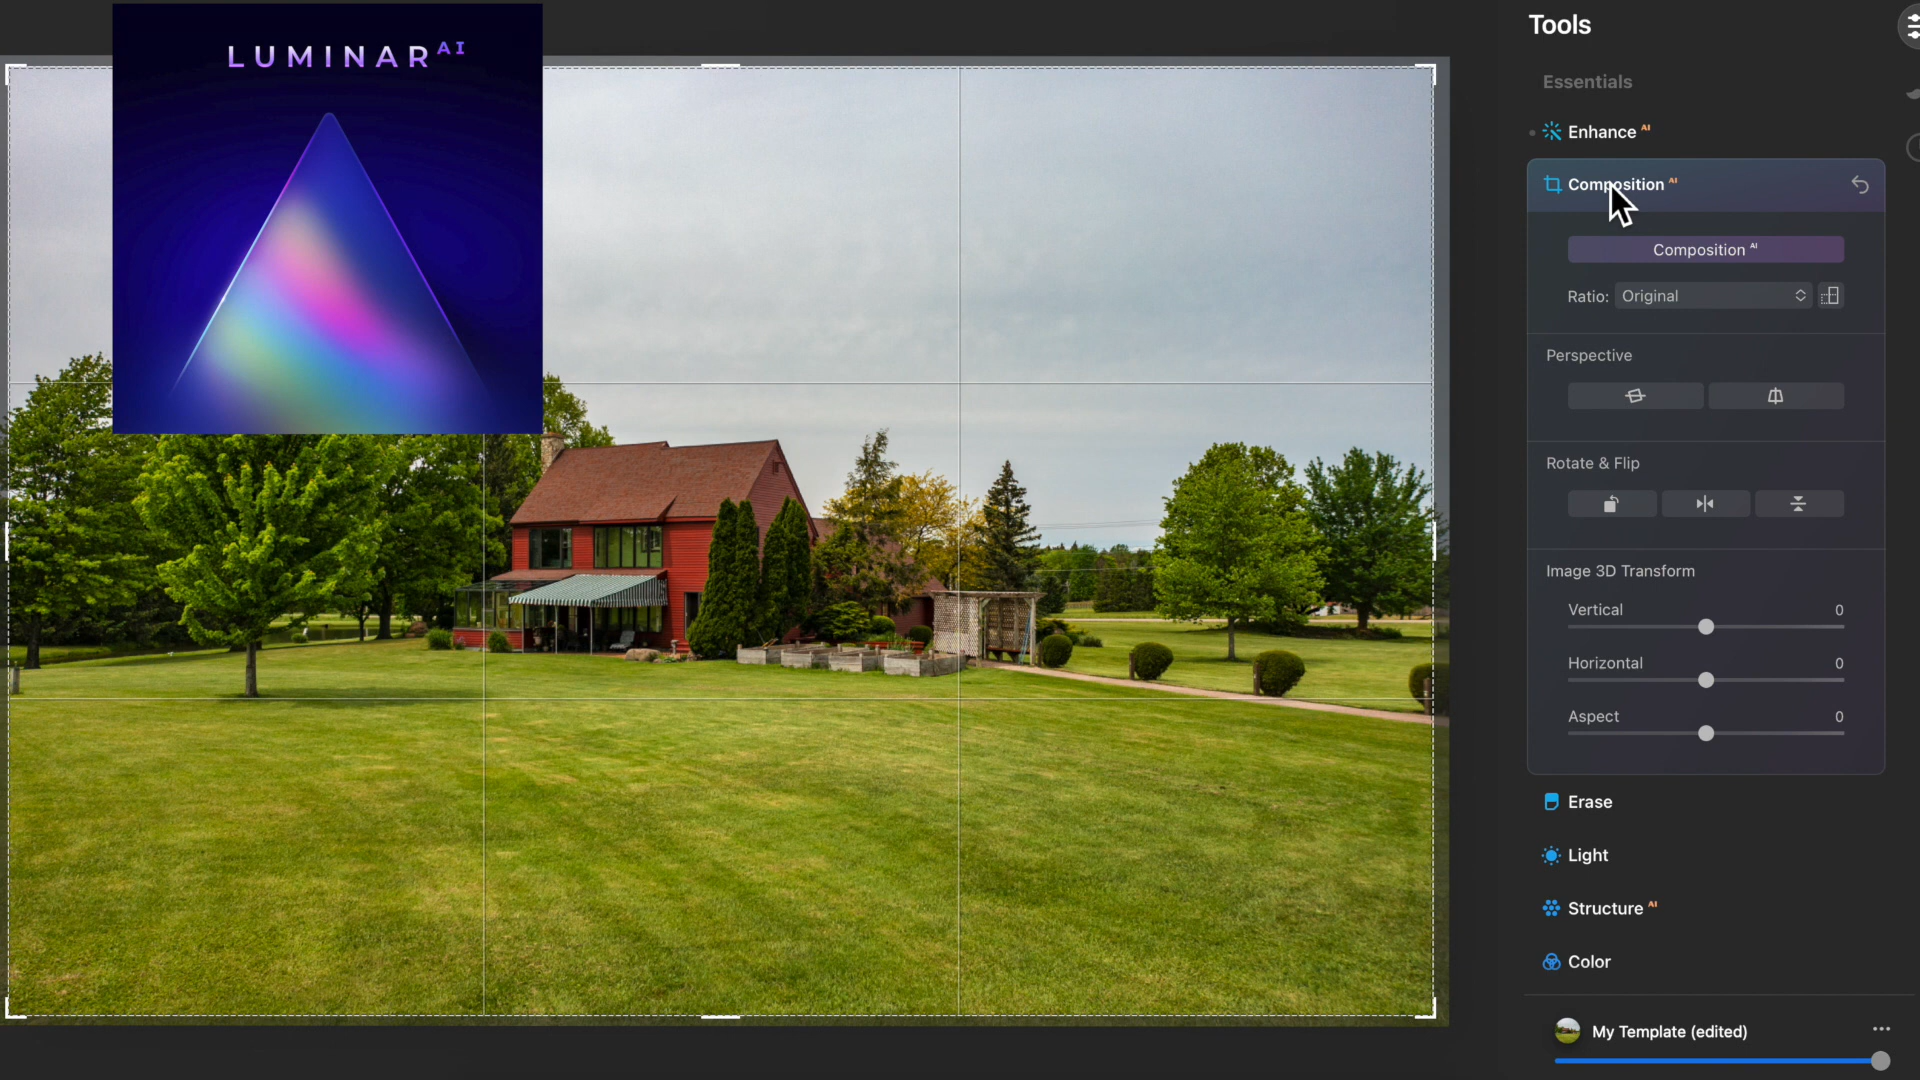 LUMINAR AI
Tools
Essentials
Enhance AI
Composition AI
Composition AI
Ratio: Original
Perspective
Rotate & Flip
Image 3D Transform
Vertical 0
Horizontal 0
Aspect 0
Erase
Light
Structure AI
Color
My Template (edited)